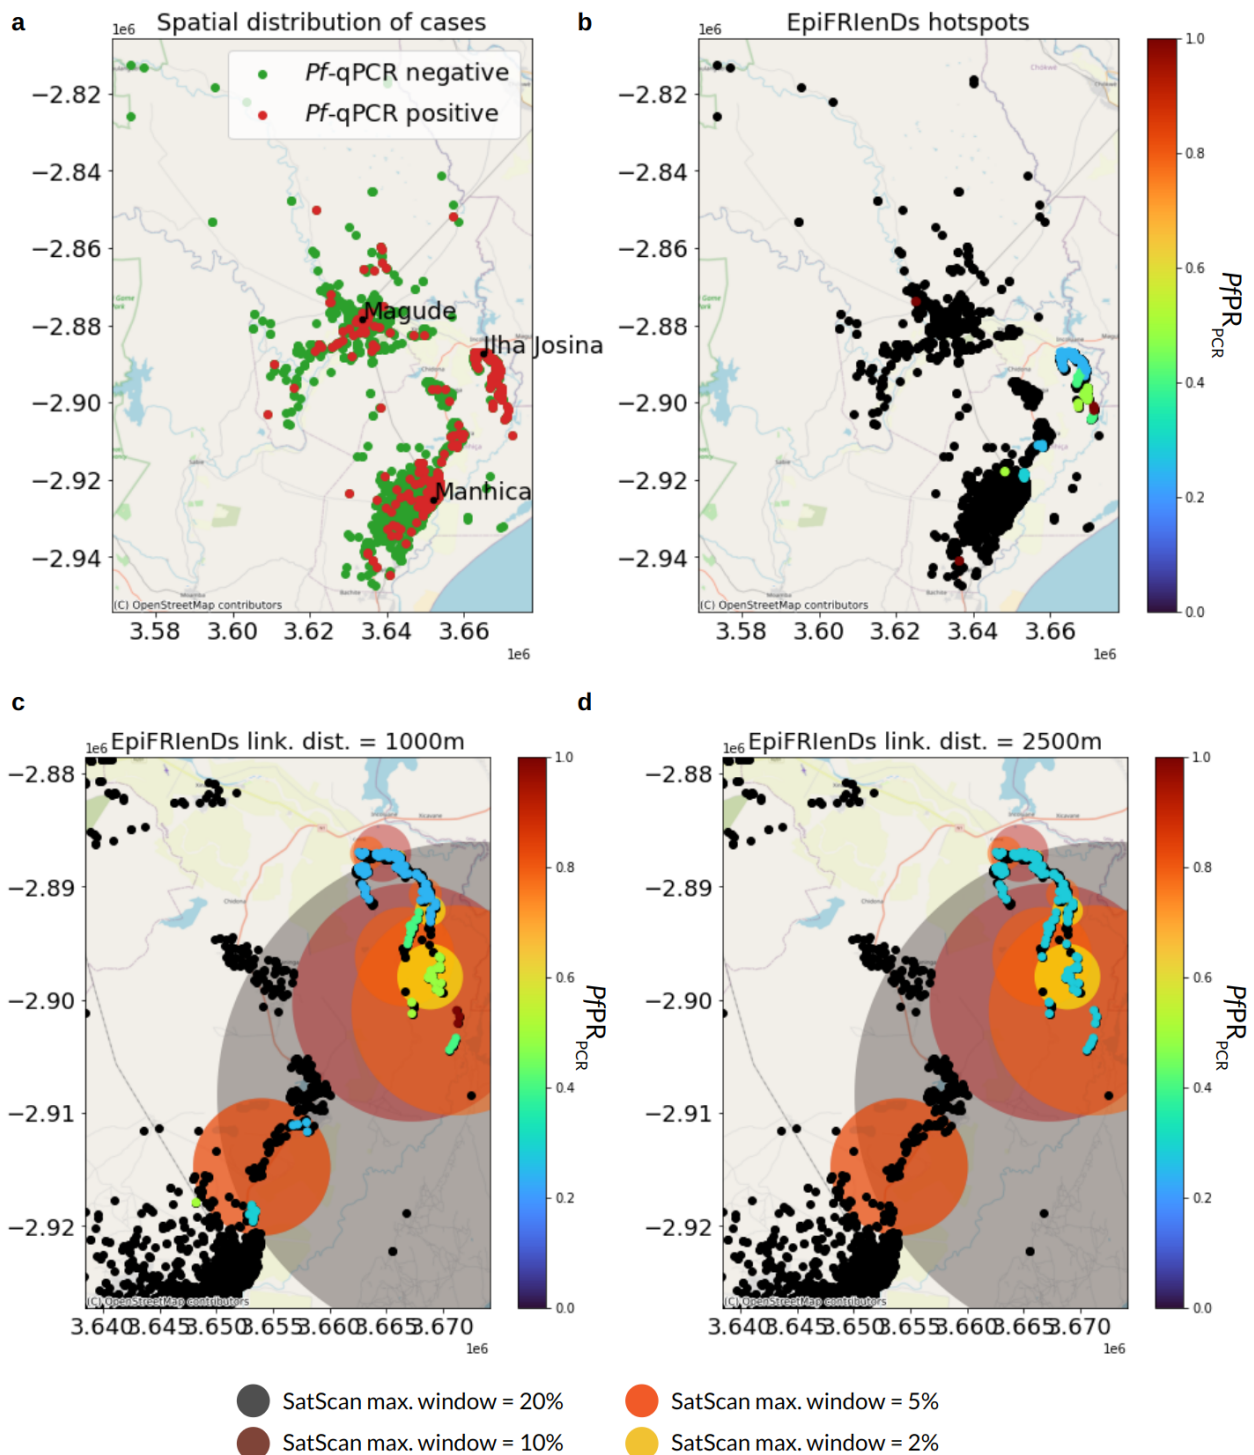 a
Spatial distribution of cases
Pf-qPCR negative
Pf-qPCR positive
−2.82
−2.84
−2.86
−2.88
−2.90
−2.92
−2.94
1e6
Magude
Ilha Josina
Manhica
(C) OpenStreetMap contributors
3.58 3.60 3.62 3.64 3.66
1e6
b
EpiFRIenDs hotspots
−2.82
−2.84
−2.86
−2.88
−2.90
−2.92
−2.94
1e6
(C) OpenStreetMap contributors
3.58 3.60 3.62 3.64 3.66
1e6
1.0
0.8
0.6
0.4
0.2
0.0
PfPR PCR
c
1e6
EpiFRIenDs link. dist. = 1000m
−2.88
−2.89
−2.90
−2.91
−2.92
Chidona
(C) OpenStreetMap contributors
3.640 3.645 3.650 3.655 3.660 3.665 3.670
1e6
1.0
0.8
0.6
0.4
0.2
0.0
PfPR PCR
d
1e6
EpiFRIenDs link. dist. = 2500m
−2.88
−2.89
−2.90
−2.91
−2.92
Chidona
(C) OpenStreetMap contributors
3.640 3.645 3.650 3.655 3.660 3.665 3.670
1e6
1.0
0.8
0.6
0.4
0.2
0.0
PfPR PCR
SatScan max. window = 20%
SatScan max. window = 5%
SatScan max. window = 10%
SatScan max. window = 2%